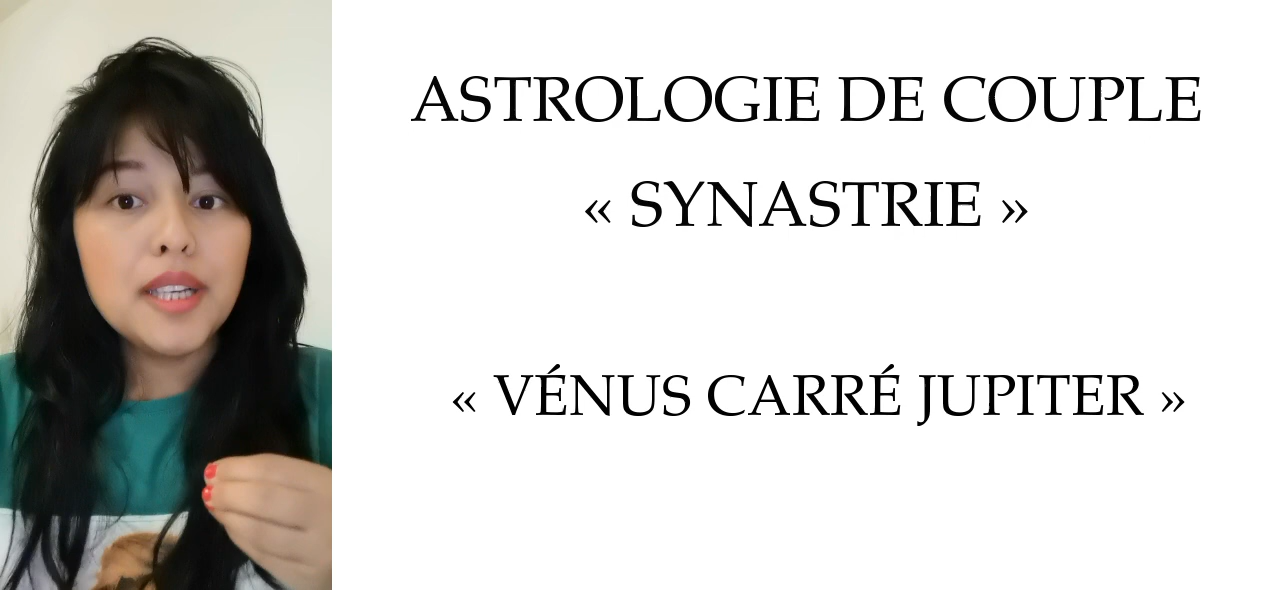 ASTROLOGIE DE COUPLE
« SYNASTRIE »
« VÉNUS CARRÉ JUPITER »